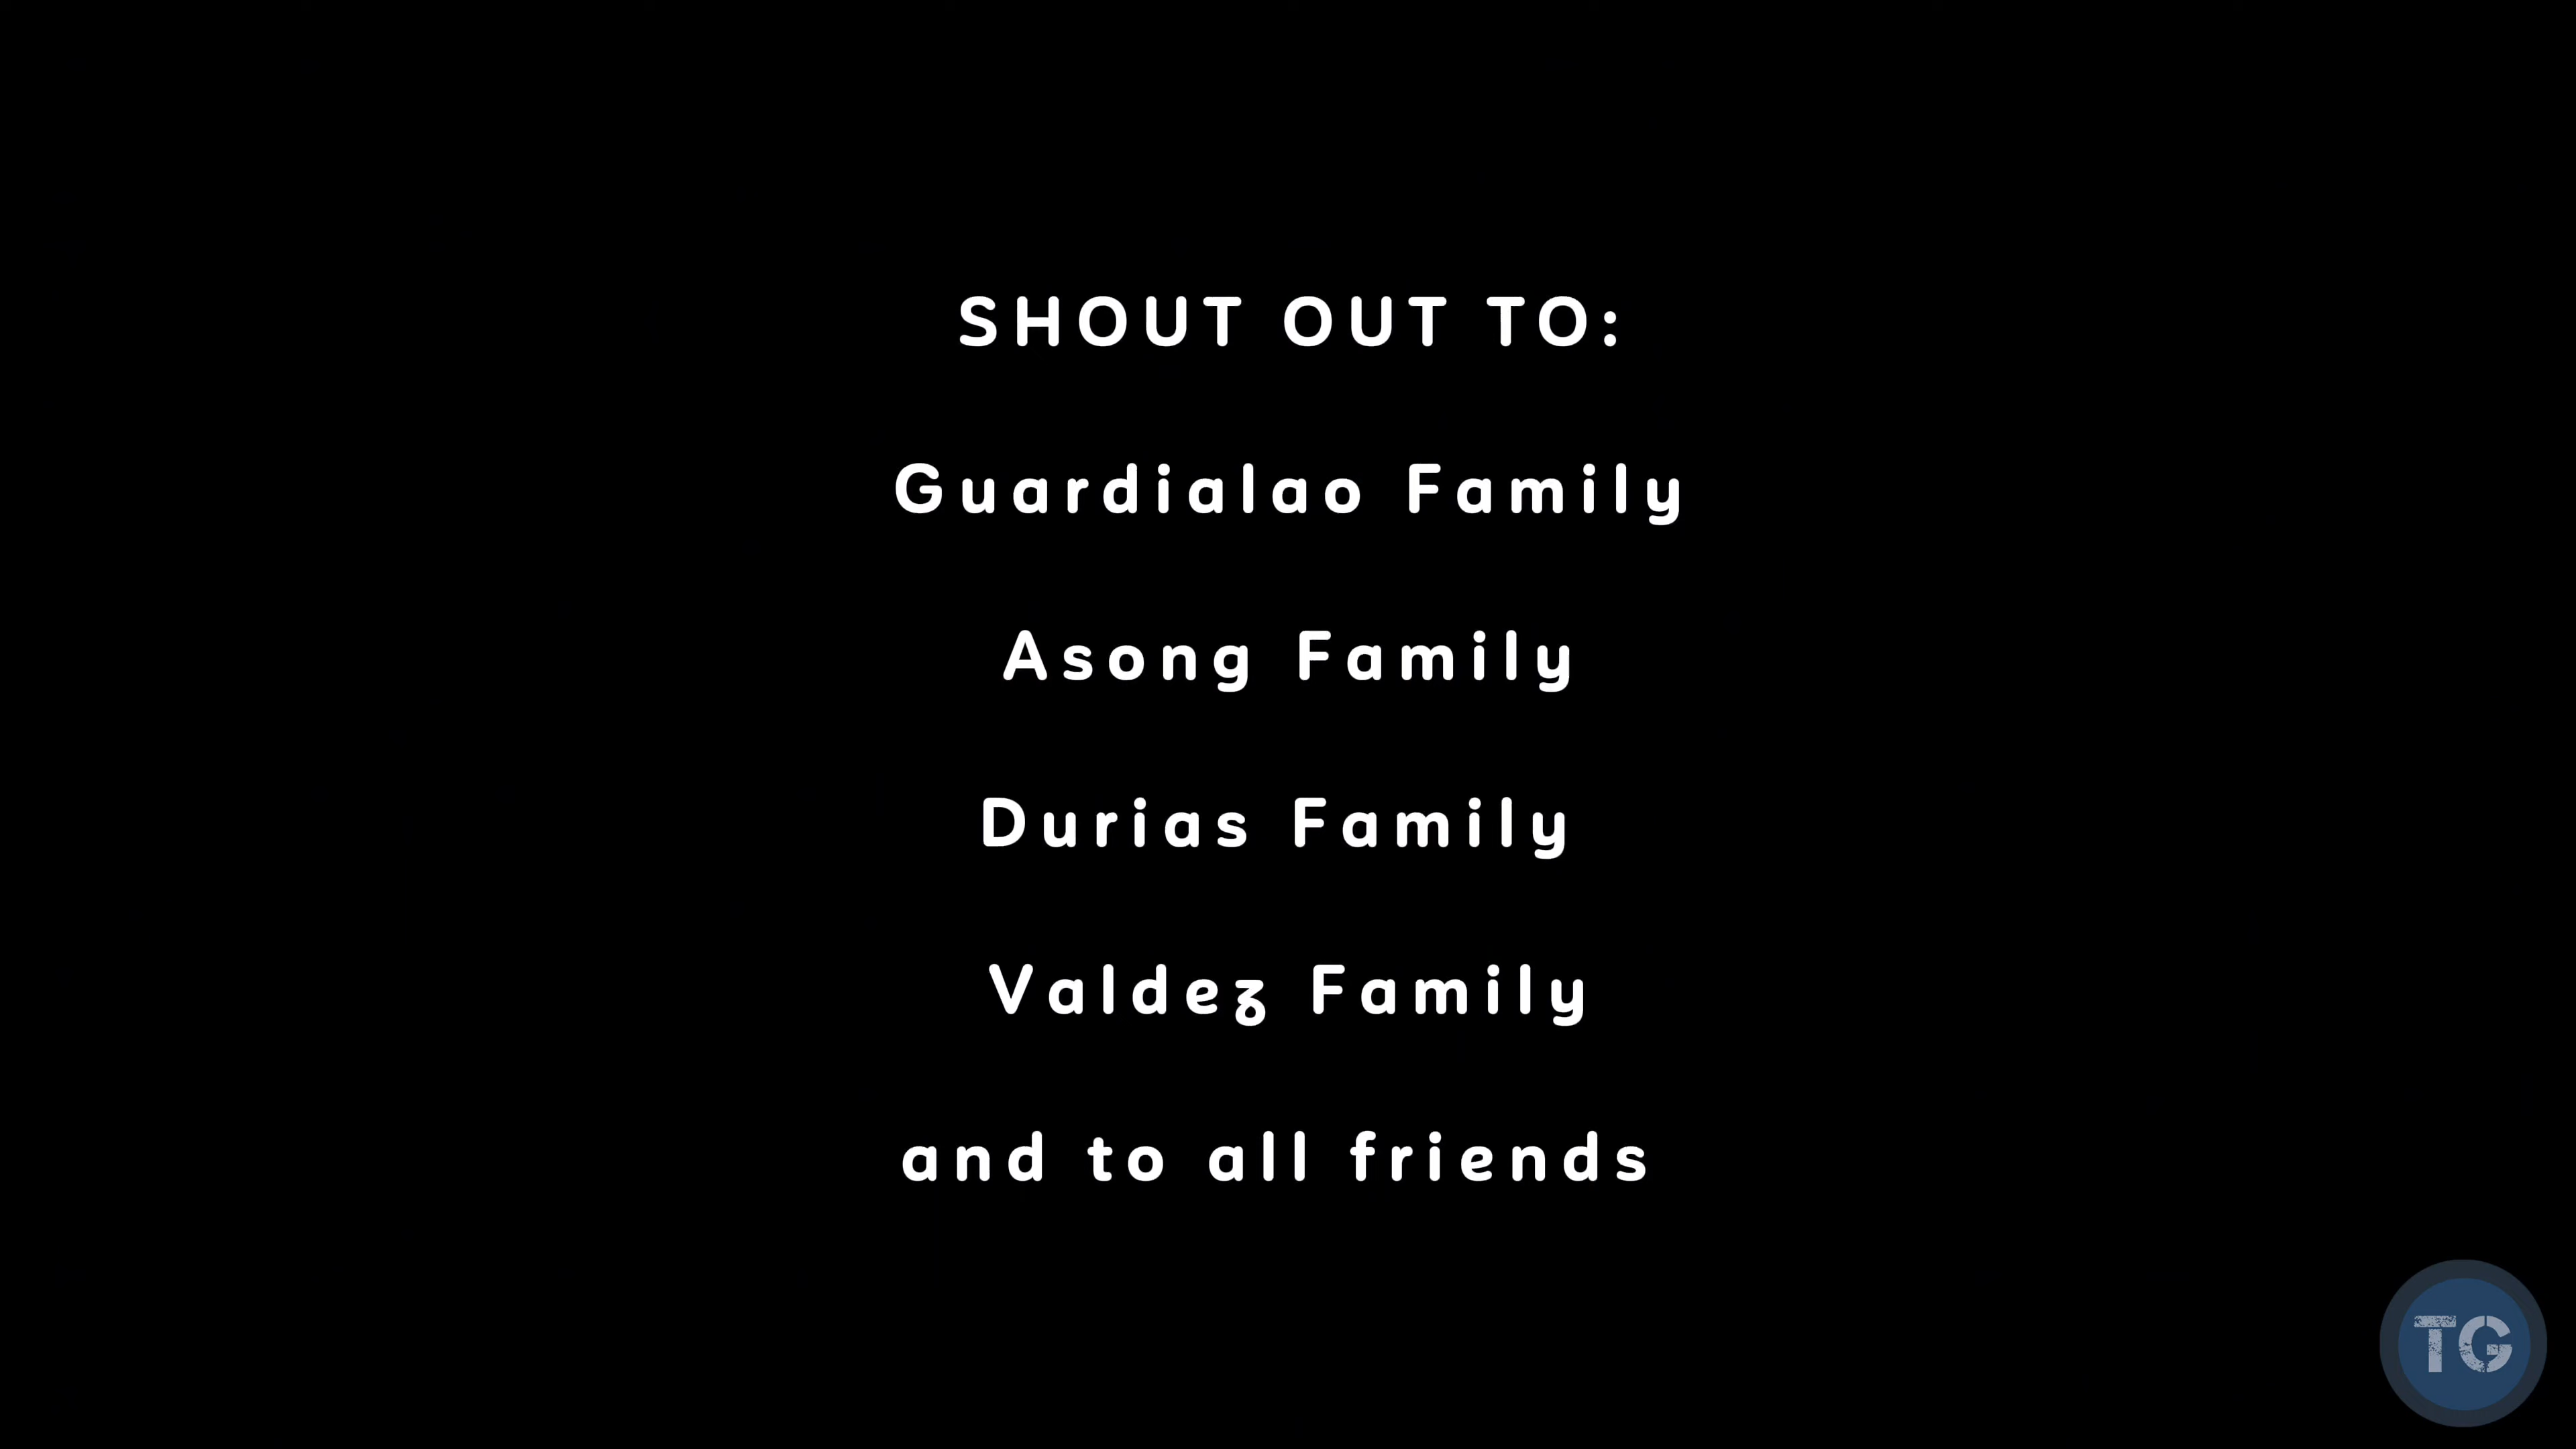 SHOUT OUT TO:
Guardialao Family
Asong Family
Durias Family
Valdez Family
and to all friends
TG